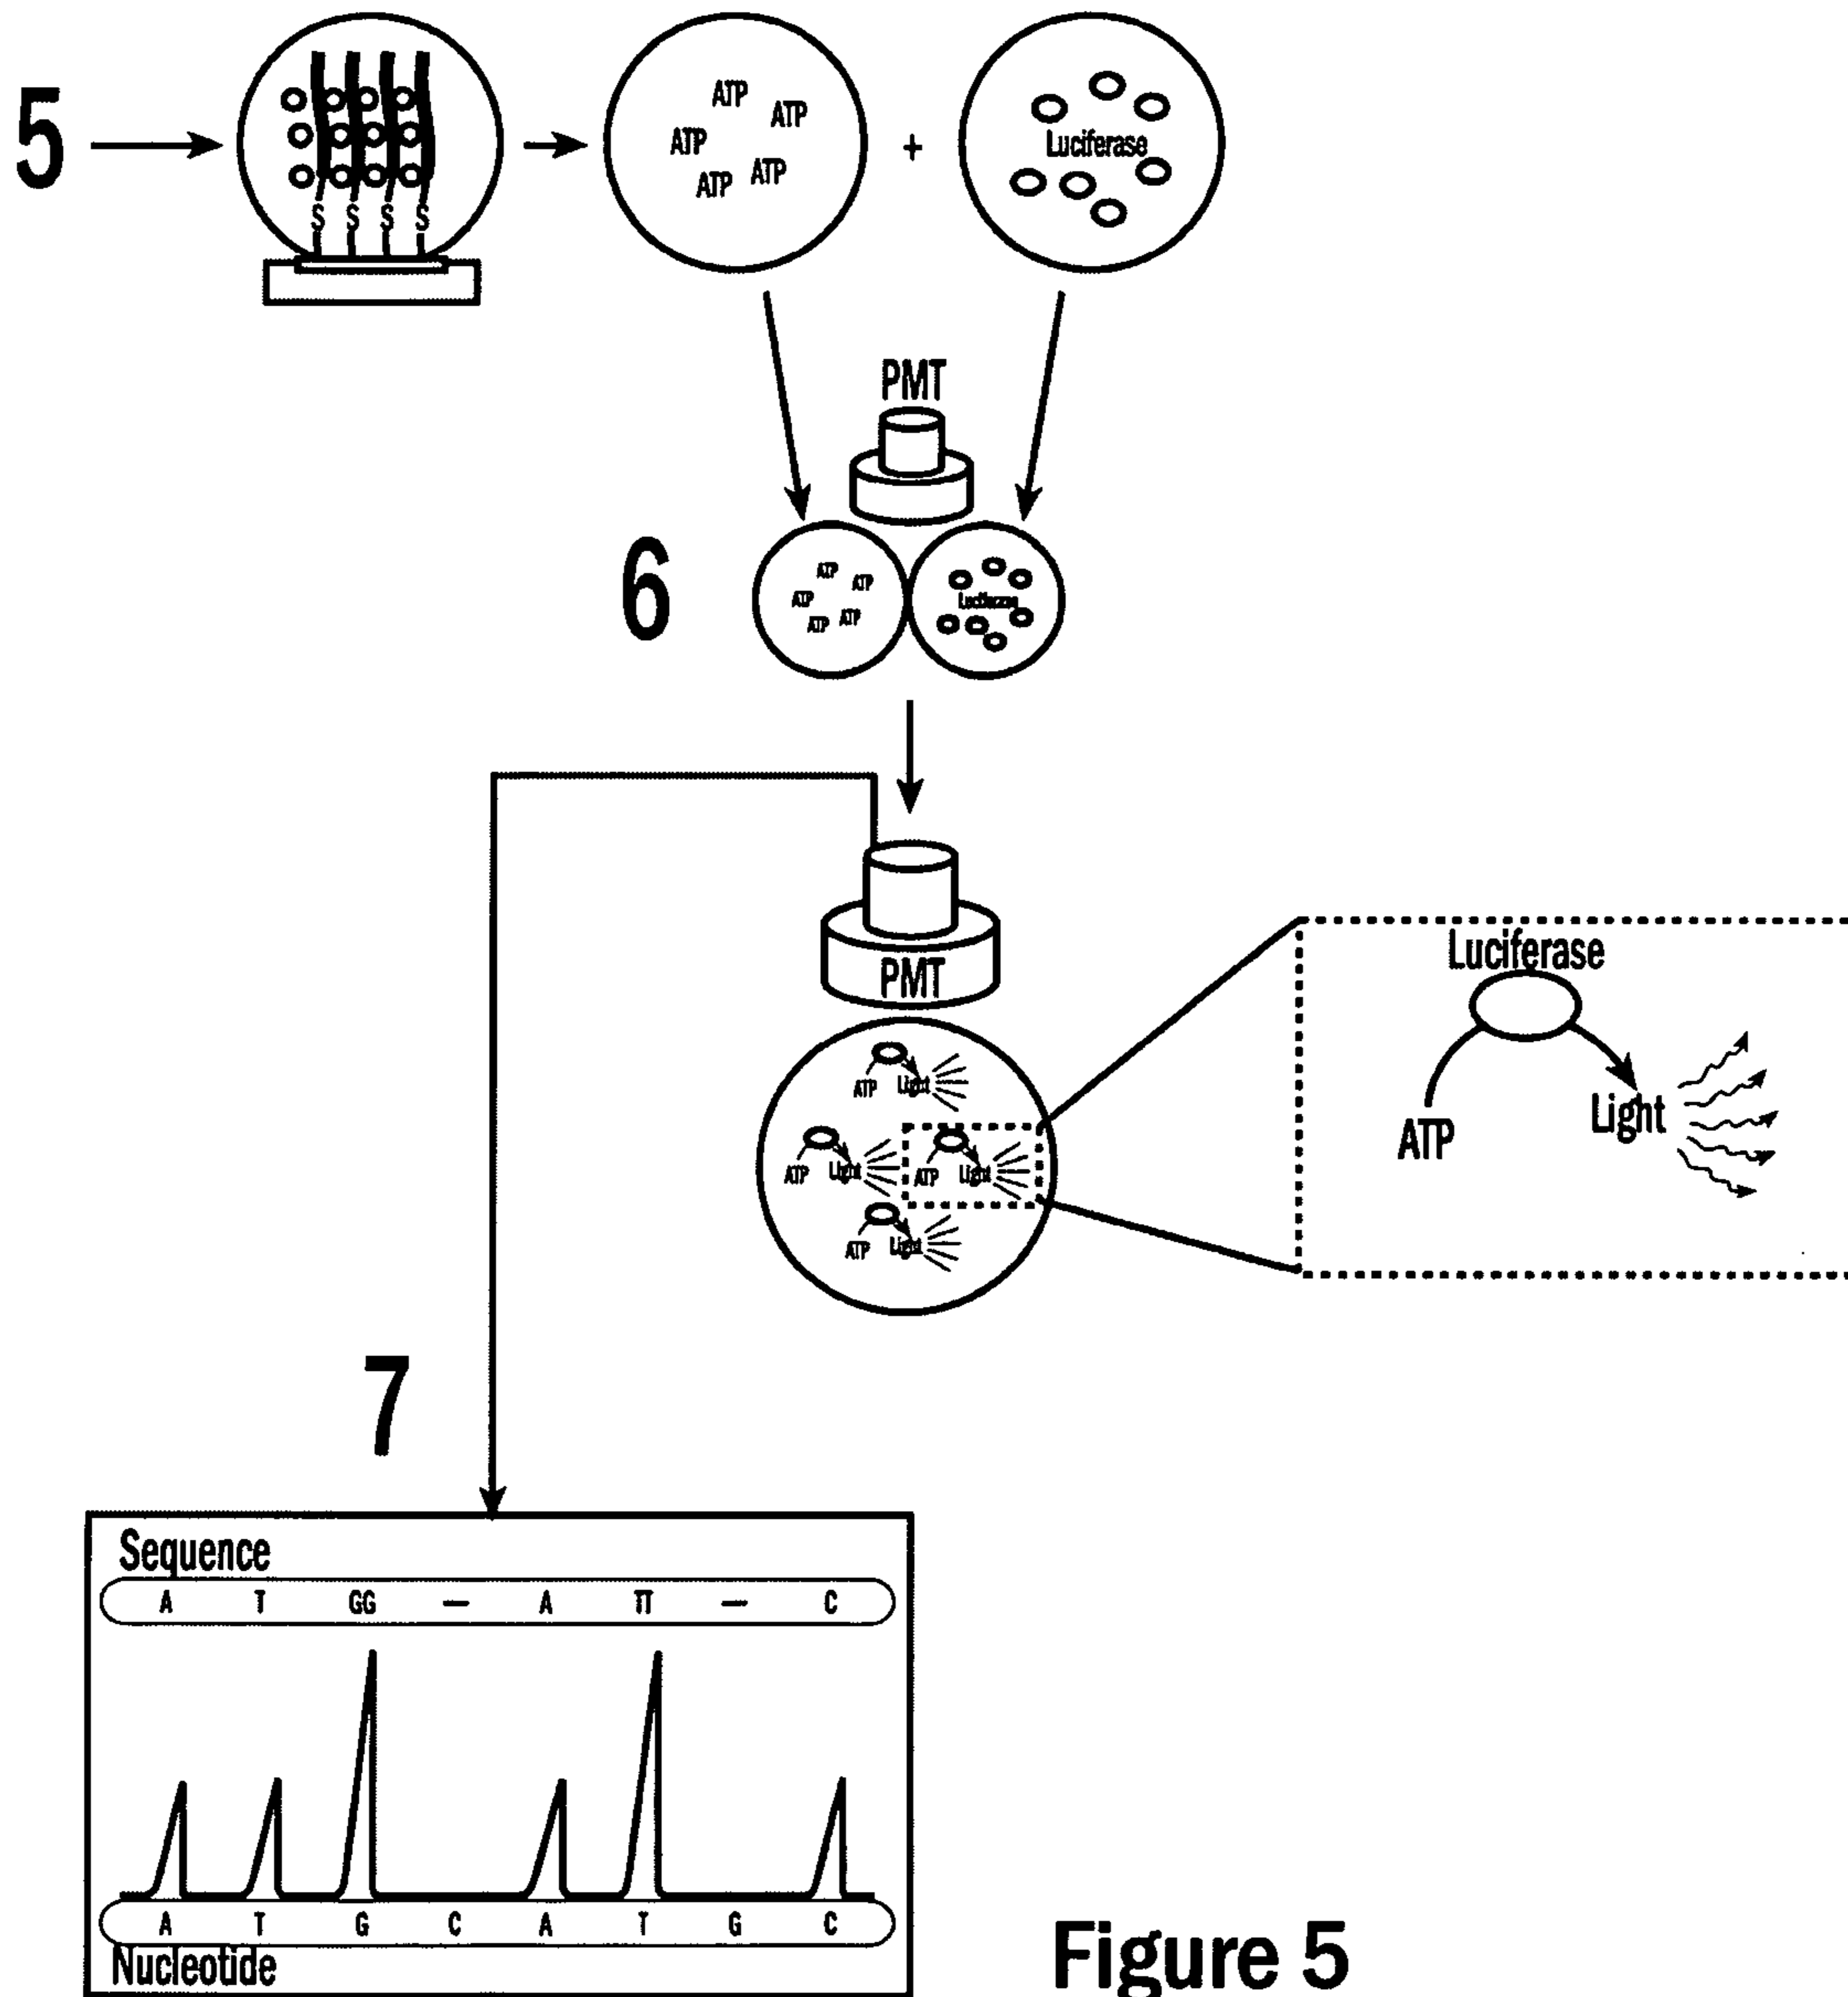 5
S S S S
ATP
ATP
ATP
ATP
ATP
+
Luciferase
PMT
6
ATP
ATP
ATP
ATP
ATP
Luciferase
PMT
ATP Light
ATP Light
ATP Light
ATP Light
Luciferase
ATP
Light
7
Sequence
A T GG — A TT — C
A T G C A T G C
Nucleotide
Figure 5